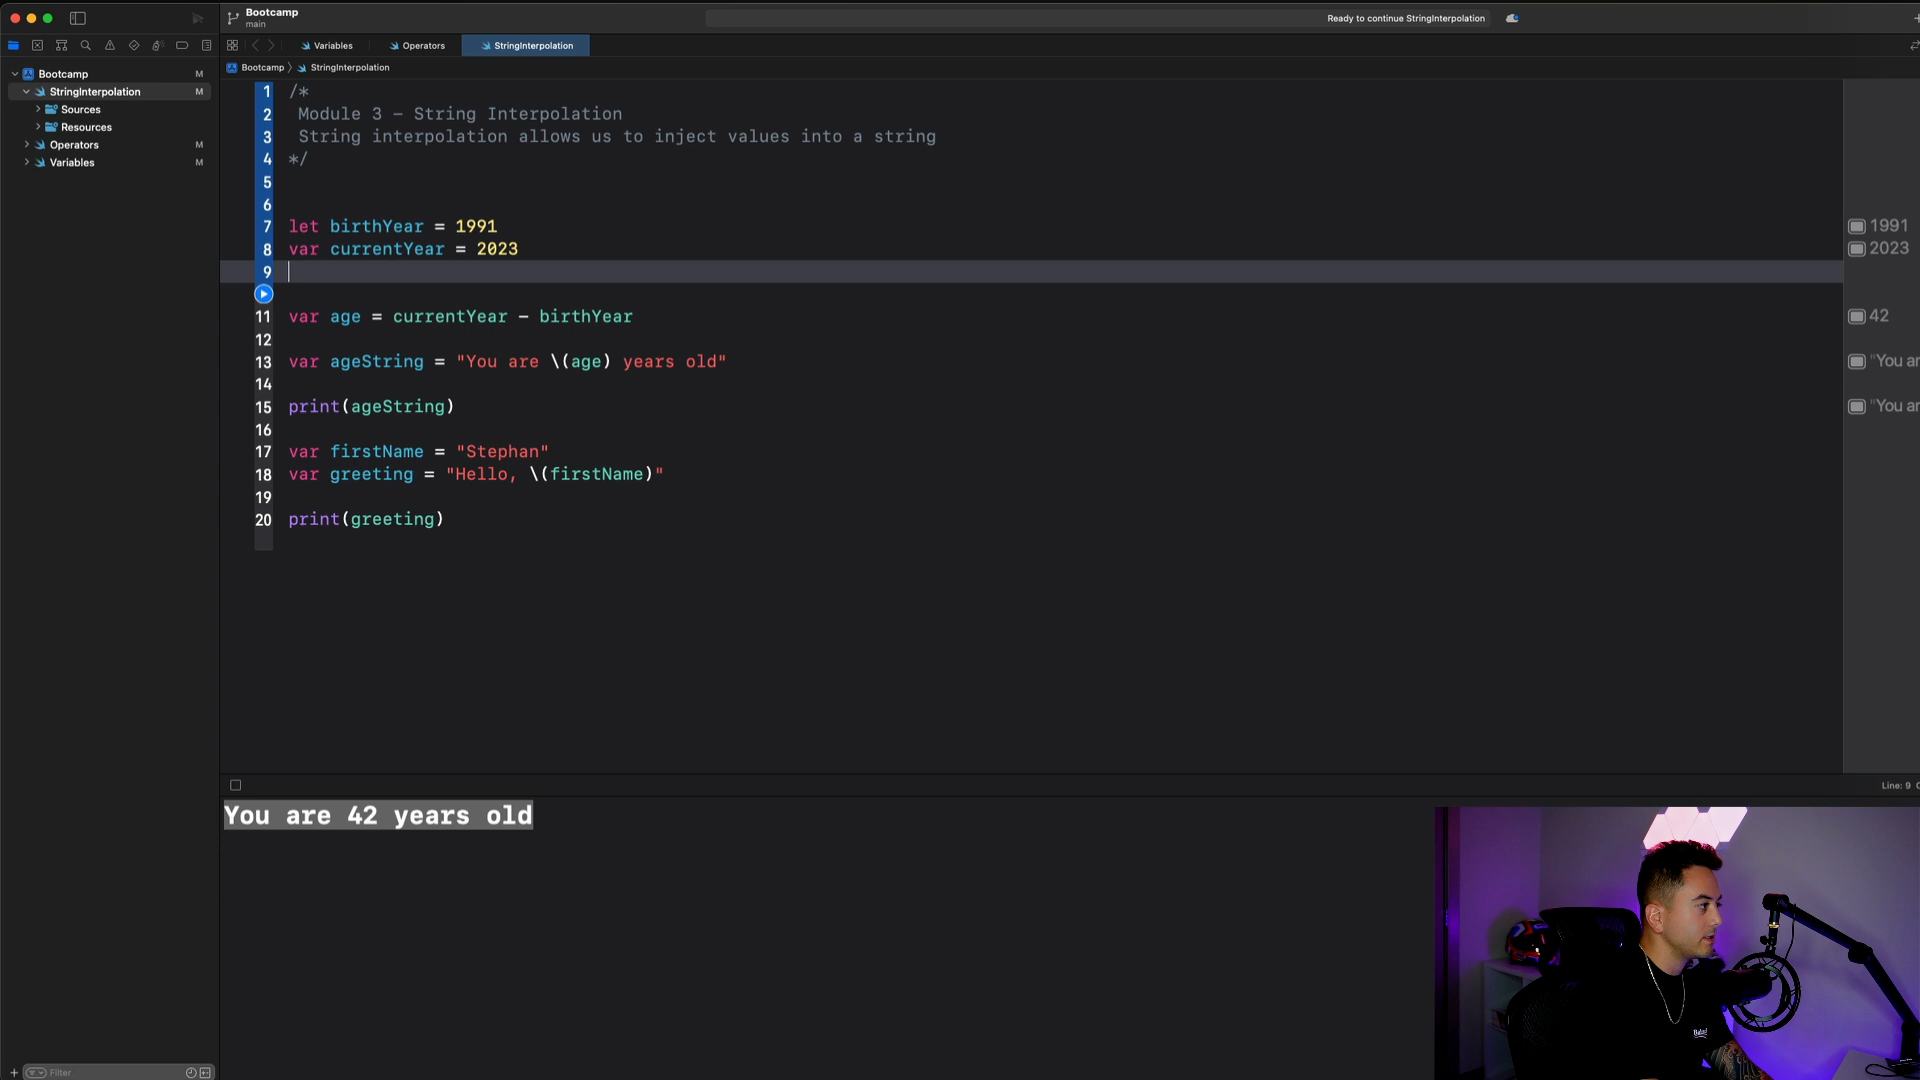 Bootcamp
main
Ready to continue StringInterpolation
Variables
Operators
StringInterpolation
Bootcamp
StringInterpolation
Bootcamp M
StringInterpolation M
Sources
Resources
Operators M
Variables M
1 /*
2 Module 3 – String Interpolation
3 String interpolation allows us to inject values into a string
4 */
5
6
7 let birthYear = 1991
8 var currentYear = 2023
9
11 var age = currentYear - birthYear
12
13 var ageString = "You are \(age) years old"
14
15 print(ageString)
16
17 var firstName = "Stephan"
18 var greeting = "Hello, \(firstName)"
19
20 print(greeting)
1991
2023
42
"You ar
"You ar
Line: 9
You are 42 years old
Filter